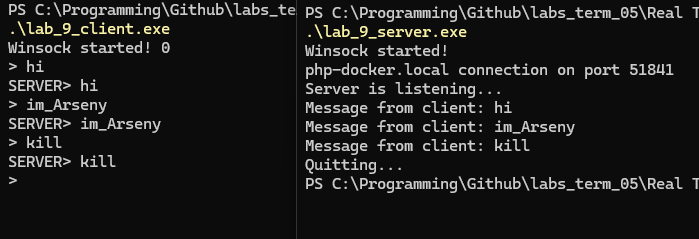 PS C:\Programming\Github\labs_te
.\lab_9_client.exe
Winsock started! 0
> hi
SERVER> hi
> im_Arseny
SERVER> im_Arseny
> kill
SERVER> kill
>
PS C:\Programming\Github\labs_term_05\Real T
.\lab_9_server.exe
Winsock started!
php-docker.local connection on port 51841
Server is listening...
Message from client: hi
Message from client: im_Arseny
Message from client: kill
Quitting...
PS C:\Programming\Github\labs_term_05\Real T